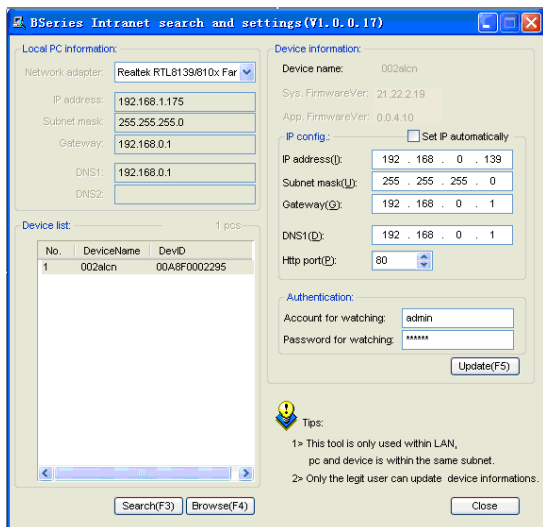 BSeries Intranet search and settings(V1.0.0.17)
Local PC information:
Network adapter: Realtek RTL8139/810x Far
IP address: 192.168.1.175
Subnet mask: 255.255.255.0
Gateway: 192.168.0.1
DNS1: 192.168.0.1
DNS2:
Device list: 1 pcs
No. DeviceName DevID
1 002alcn 00A8F0002295
Search(F3) Browse(F4)
Device information:
Device name: 002alcn
Sys. FirmwareVer: 21.22.2.19
App. FirmwareVer: 0.0.4.10
IP config.: Set IP automatically
IP address(I): 192 . 168 . 0 . 139
Subnet mask(U): 255 . 255 . 255 . 0
Gateway(G): 192 . 168 . 0 . 1
DNS1(D): 192 . 168 . 0 . 1
Http port(P): 80
Authentication:
Account for watching: admin
Password for watching: ******
Update(F5)
Tips:
1> This tool is only used within LAN,
pc and device is within the same subnet.
2> Only the legit user can update device informations.
Close